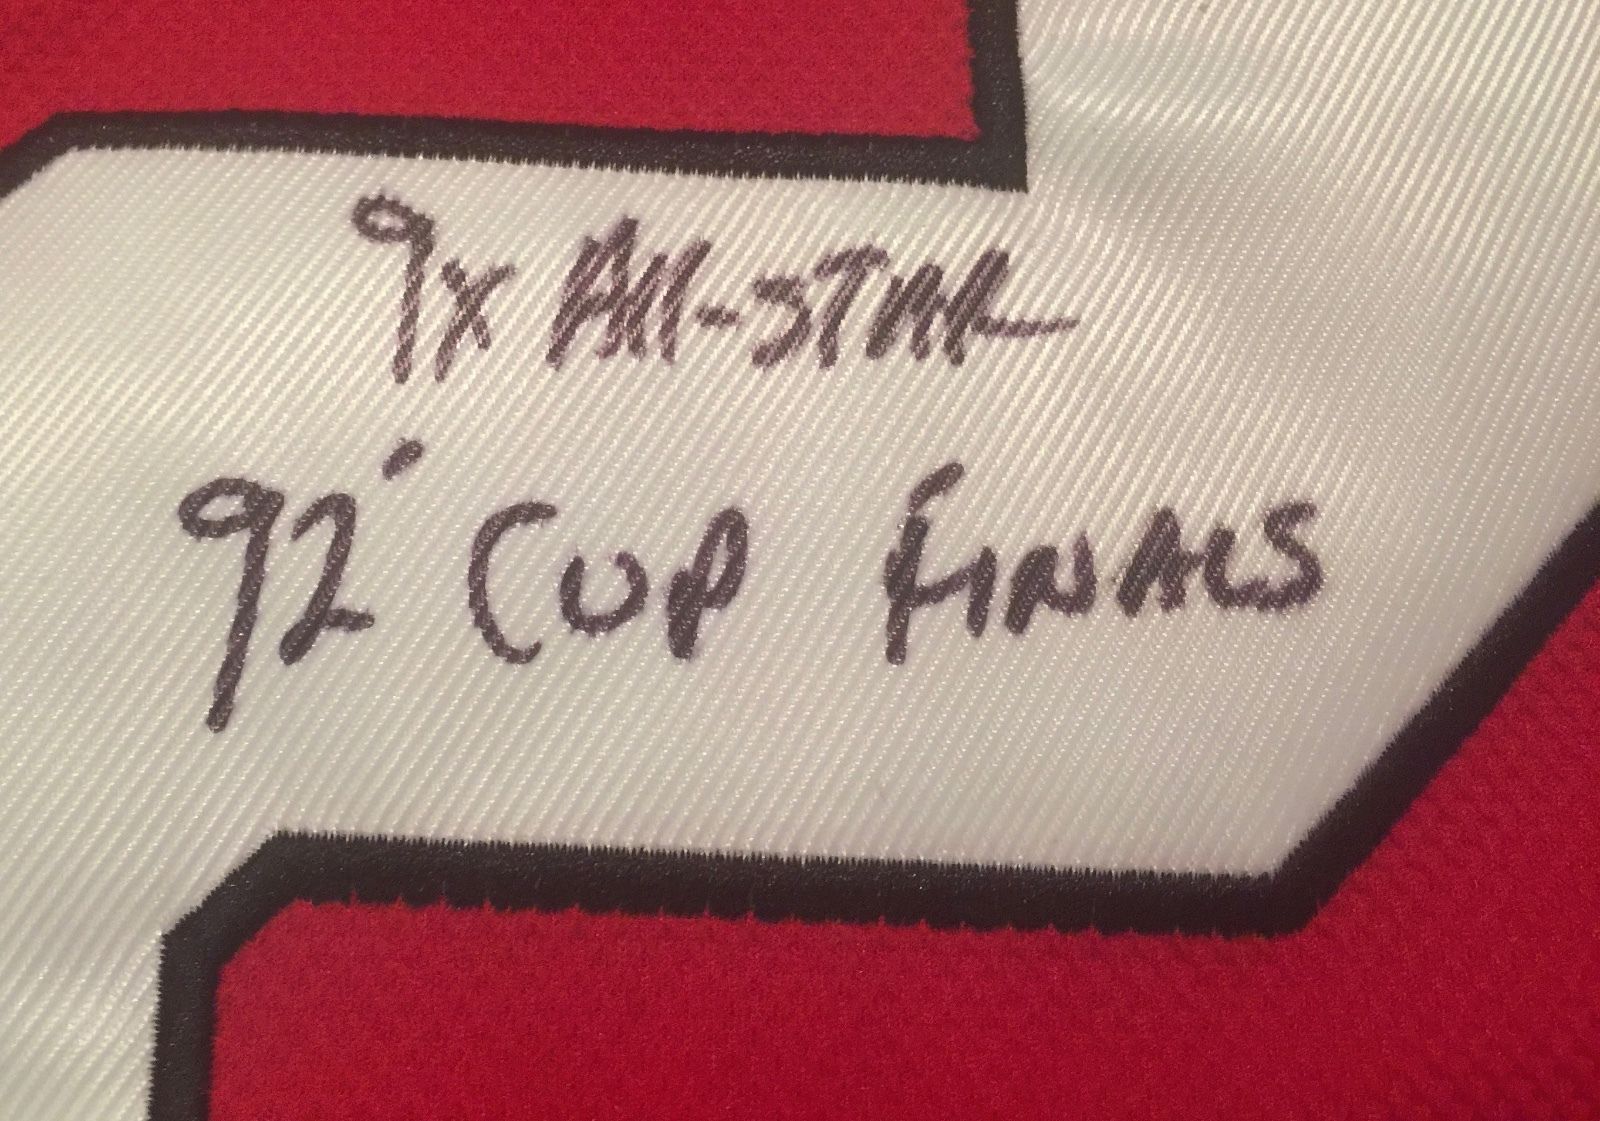 9x All-STAR
92' CUP FINALS